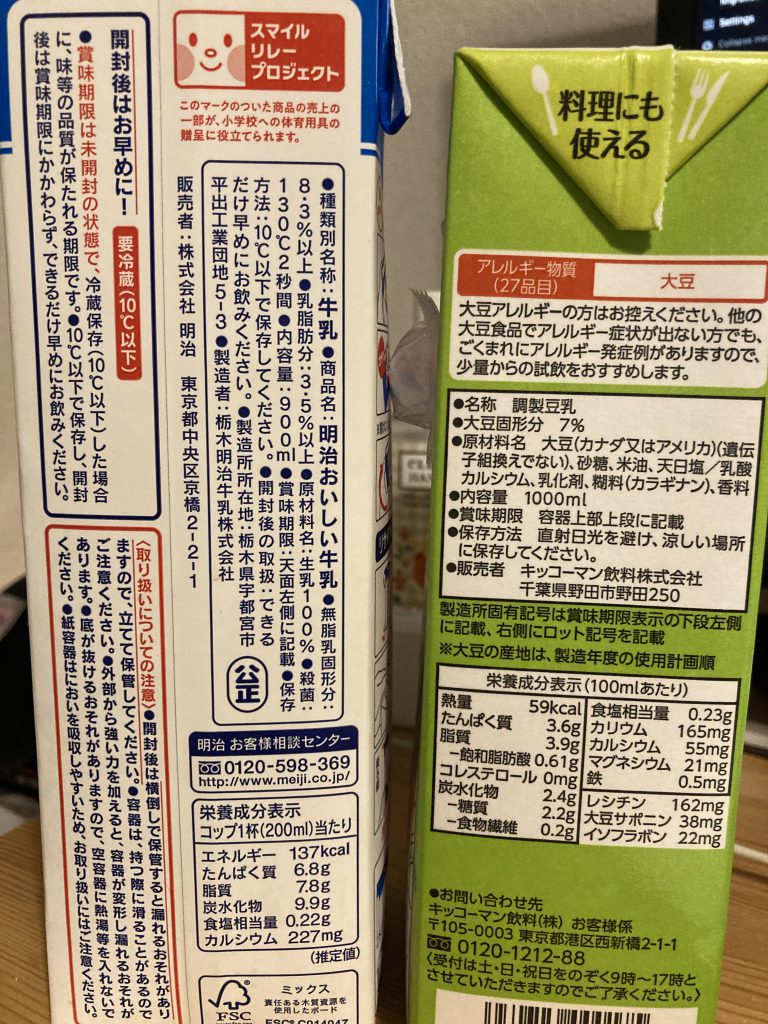 スマイル
リレー
プロジェクト
このマークのついた商品の売上の
一部が、小学校への体育用具の
贈呈に役立てられます。
開封後はお早めに！ 要冷蔵(10℃以下)
●賞味期限は未開封の状態で、冷蔵保存(10℃以下)した場合
に、味等の品質が保たれる期限です。●10℃以下で保存し、開封
後は賞味期限にかかわらず、できるだけ早めにお飲みください。
●種類別名称：牛乳●商品名：明治おいしい牛乳●無脂乳固形分：
8.3%以上●乳脂肪分：3.5%以上●原材料名：生乳100%●殺菌：
130℃2秒間●内容量：900ml●賞味期限：天面左側に記載●保存
方法：10℃以下で保存してください。●開封後の取扱：できる
だけ早めにお飲みください。●製造所所在地：栃木県宇都宮市
平出工業団地5-3●製造者：栃木明治牛乳株式会社
公正
販売者：株式会社 明治 東京都中央区京橋2-2-1
〈取り扱いについての注意〉●開封後は横倒しで保管すると漏れるおそれがあり
ますので、立てて保管してください。●容器は、持つ際に滑ることがあるので
ご注意ください。●外部から強い力を加えると、容器が変形し漏れるおそれが
あります。●底が抜けるおそれがありますので、空容器に熱湯等を入れないで
ください。●紙容器はにおいを吸収しやすいため、お取り扱いにはご注意ください。
明治 お客様相談センター
0120-598-369
http://www.meiji.co.jp/
栄養成分表示
コップ1杯(200ml)当たり
エネルギー 137kcal
たんぱく質 6.8g
脂質 7.8g
炭水化物 9.9g
食塩相当量 0.22g
カルシウム 227mg
(推定値)
FSC
ミックス
責任ある木質資源を
使用したボード
FSC® C011047
料理にも
使える
アレルギー物質
(27品目)
大豆
大豆アレルギーの方はお控えください。他の
大豆食品でアレルギー症状が出ない方でも、
ごくまれにアレルギー発症例がありますので、
少量からの試飲をおすすめします。
●名称 調製豆乳
●大豆固形分 7%
●原材料名 大豆(カナダ又はアメリカ)(遺伝
子組換えでない)、砂糖、米油、天日塩／乳酸
カルシウム、乳化剤、糊料(カラギナン)、香料
●内容量 1000ml
●賞味期限 容器上部上段に記載
●保存方法 直射日光を避け、涼しい場所
に保存してください。
●販売者 キッコーマン飲料株式会社
千葉県野田市野田250
製造所固有記号は賞味期限表示の下段左側
に記載、右側にロット記号を記載
※大豆の産地は、製造年度の使用計画順
栄養成分表示(100mlあたり)
熱量 59kcal
たんぱく質 3.6g
脂質 3.9g
－飽和脂肪酸 0.61g
コレステロール 0mg
炭水化物 2.4g
－糖質 2.2g
－食物繊維 0.2g
食塩相当量 0.23g
カリウム 165mg
カルシウム 55mg
マグネシウム 21mg
鉄 0.5mg
レシチン 162mg
大豆サポニン 38mg
イソフラボン 22mg
●お問い合わせ先
キッコーマン飲料(株) お客様係
〒105-0003 東京都港区西新橋2-1-1
0120-1212-88
〈受付は土・日・祝日をのぞく9時〜17時と
させていただきますのでご了承ください。〉
Settings